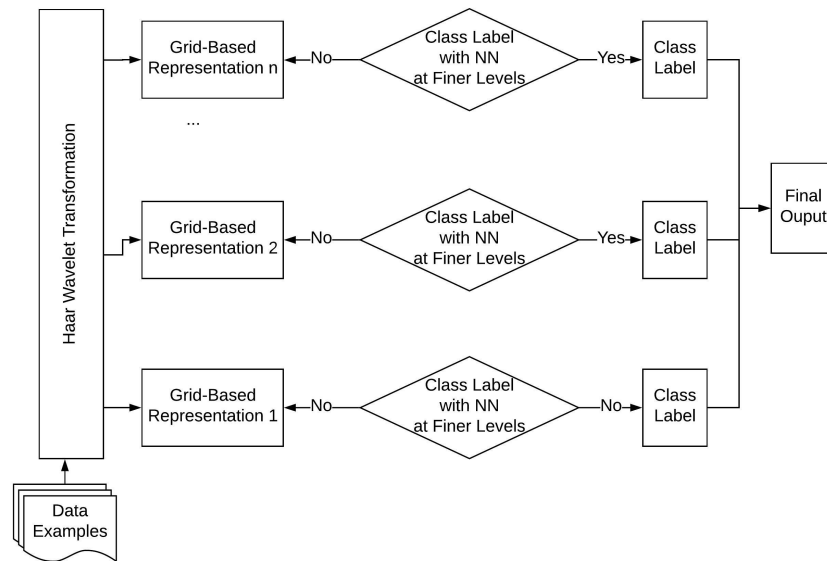 Haar Wavelet Transformation
Data
Examples
Grid-Based
Representation n
No
Class Label
with NN
at Finer Levels
Yes
Class
Label
...
Grid-Based
Representation 2
No
Class Label
with NN
at Finer Levels
Yes
Class
Label
Final
Ouput
Grid-Based
Representation 1
No
Class Label
with NN
at Finer Levels
No
Class
Label